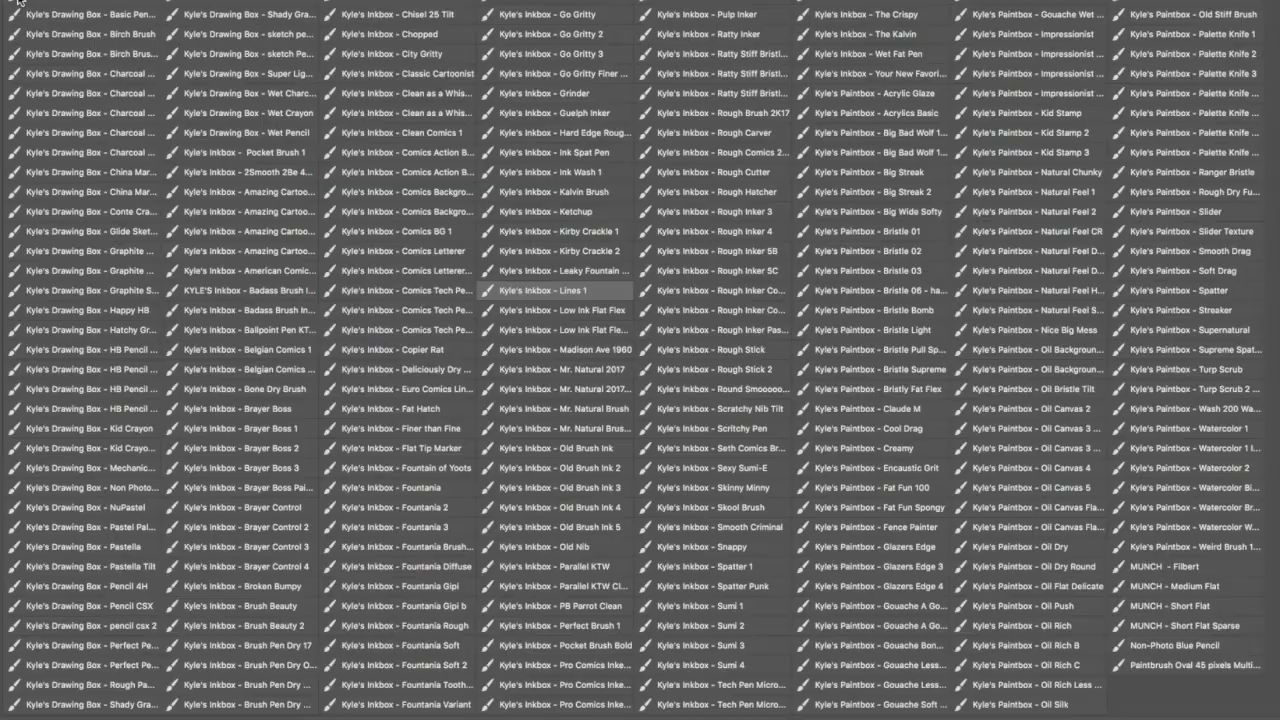 Kyle's Drawing Box - Basic Pen...
Kyle's Drawing Box - Birch Brush
Kyle's Drawing Box - Birch Brus...
Kyle's Drawing Box - Charcoal ...
Kyle's Drawing Box - Charcoal ...
Kyle's Drawing Box - Charcoal ...
Kyle's Drawing Box - Charcoal ...
Kyle's Drawing Box - Charcoal ...
Kyle's Drawing Box - China Mar...
Kyle's Drawing Box - China Mar...
Kyle's Drawing Box - Conte Cra...
Kyle's Drawing Box - Glide Sket...
Kyle's Drawing Box - Graphite ...
Kyle's Drawing Box - Graphite ...
Kyle's Drawing Box - Graphite S...
Kyle's Drawing Box - Happy HB
Kyle's Drawing Box - Hatchy Gr...
Kyle's Drawing Box - HB Pencil ...
Kyle's Drawing Box - HB Pencil ...
Kyle's Drawing Box - HB Pencil ...
Kyle's Drawing Box - HB Pencil ...
Kyle's Drawing Box - Kid Crayon
Kyle's Drawing Box - Kid Crayo...
Kyle's Drawing Box - Mechanic...
Kyle's Drawing Box - Non Photo...
Kyle's Drawing Box - NuPastel
Kyle's Drawing Box - Pastel Pal...
Kyle's Drawing Box - Pastella
Kyle's Drawing Box - Pastella Tilt
Kyle's Drawing Box - Pencil 4H
Kyle's Drawing Box - Pencil CSX
Kyle's Drawing Box - pencil csx 2
Kyle's Drawing Box - Perfect Pe...
Kyle's Drawing Box - Perfect Pe...
Kyle's Drawing Box - Rough Pa...
Kyle's Drawing Box - Shady Gra...
Kyle's Drawing Box - Shady Gra...
Kyle's Drawing Box - sketch pe...
Kyle's Drawing Box - sketch Pe...
Kyle's Drawing Box - Super Lig...
Kyle's Drawing Box - Wet Charc...
Kyle's Drawing Box - Wet Crayon
Kyle's Drawing Box - Wet Pencil
Kyle's Inkbox -  Pocket Brush 1
Kyle's Inkbox - 2Smooth 2Be 4...
Kyle's Inkbox - Amazing Cartoo...
Kyle's Inkbox - Amazing Cartoo...
Kyle's Inkbox - Amazing Cartoo...
Kyle's Inkbox - Amazing Cartoo...
Kyle's Inkbox - American Comic...
KYLE'S Inkbox - Badass Brush I...
Kyle's Inkbox - Badass Brush In...
Kyle's Inkbox - Ballpoint Pen KT...
Kyle's Inkbox - Belgian Comics 1
Kyle's Inkbox - Belgian Comics ...
Kyle's Inkbox - Bone Dry Brush
Kyle's Inkbox - Brayer Boss
Kyle's Inkbox - Brayer Boss 1
Kyle's Inkbox - Brayer Boss 2
Kyle's Inkbox - Brayer Boss 3
Kyle's Inkbox - Brayer Boss Pai...
Kyle's Inkbox - Brayer Control
Kyle's Inkbox - Brayer Control 2
Kyle's Inkbox - Brayer Control 3
Kyle's Inkbox - Brayer Control 4
Kyle's Inkbox - Broken Bumpy
Kyle's Inkbox - Brush Beauty
Kyle's Inkbox - Brush Beauty 2
Kyle's Inkbox - Brush Pen Dry 17
Kyle's Inkbox - Brush Pen Dry O...
Kyle's Inkbox - Brush Pen Dry ...
Kyle's Inkbox - Brush Pen Dry ...
Kyle's Inkbox - Chisel 25 Tilt
Kyle's Inkbox - Chopped
Kyle's Inkbox - City Gritty
Kyle's Inkbox - Classic Cartoonist
Kyle's Inkbox - Clean as a Whis...
Kyle's Inkbox - Clean as a Whis...
Kyle's Inkbox - Clean Comics 1
Kyle's Inkbox - Comics Action B...
Kyle's Inkbox - Comics Action B...
Kyle's Inkbox - Comics Backgro...
Kyle's Inkbox - Comics Backgro...
Kyle's Inkbox - Comics BG 1
Kyle's Inkbox - Comics Letterer
Kyle's Inkbox - Comics Letterer...
Kyle's Inkbox - Comics Tech Pe...
Kyle's Inkbox - Comics Tech Pe...
Kyle's Inkbox - Comics Tech Pe...
Kyle's Inkbox - Copier Rat
Kyle's Inkbox - Deliciously Dry ...
Kyle's Inkbox - Euro Comics Lin...
Kyle's Inkbox - Fat Hatch
Kyle's Inkbox - Finer than Fine
Kyle's Inkbox - Flat Tip Marker
Kyle's Inkbox - Fountain of Yoots
Kyle's Inkbox - Fountania
Kyle's Inkbox - Fountania 2
Kyle's Inkbox - Fountania 3
Kyle's Inkbox - Fountania Brush...
Kyle's Inkbox - Fountania Diffuse
Kyle's Inkbox - Fountania Gipi
Kyle's Inkbox - Fountania Gipi b
Kyle's Inkbox - Fountania Rough
Kyle's Inkbox - Fountania Soft
Kyle's Inkbox - Fountania Soft 2
Kyle's Inkbox - Fountania Tooth...
Kyle's Inkbox - Fountania Variant
Kyle's Inkbox - Go Gritty
Kyle's Inkbox - Go Gritty 2
Kyle's Inkbox - Go Gritty 3
Kyle's Inkbox - Go Gritty Finer ...
Kyle's Inkbox - Grinder
Kyle's Inkbox - Guelph Inker
Kyle's Inkbox - Hard Edge Roug...
Kyle's Inkbox - Ink Spat Pen
Kyle's Inkbox - Ink Wash 1
Kyle's Inkbox - Kalvin Brush
Kyle's Inkbox - Ketchup
Kyle's Inkbox - Kirby Crackle 1
Kyle's Inkbox - Kirby Crackle 2
Kyle's Inkbox - Leaky Fountain ...
Kyle's Inkbox - Lines 1
Kyle's Inkbox - Low Ink Flat Flex
Kyle's Inkbox - Low Ink Flat Fle...
Kyle's Inkbox - Madison Ave 1960
Kyle's Inkbox - Mr. Natural 2017
Kyle's Inkbox - Mr. Natural 2017...
Kyle's Inkbox - Mr. Natural Brush
Kyle's Inkbox - Mr. Natural Brus...
Kyle's Inkbox - Old Brush Ink
Kyle's Inkbox - Old Brush Ink 2
Kyle's Inkbox - Old Brush Ink 3
Kyle's Inkbox - Old Brush Ink 4
Kyle's Inkbox - Old Brush Ink 5
Kyle's Inkbox - Old Nib
Kyle's Inkbox - Parallel KTW
Kyle's Inkbox - Parallel KTW Cl...
Kyle's Inkbox - PB Parrot Clean
Kyle's Inkbox - Perfect Brush 1
Kyle's Inkbox - Pocket Brush Bold
Kyle's Inkbox - Pro Comics Inke...
Kyle's Inkbox - Pro Comics Inke...
Kyle's Inkbox - Pro Comics Inke...
Kyle's Inkbox - Pulp Inker
Kyle's Inkbox - Ratty Inker
Kyle's Inkbox - Ratty Stiff Bristl...
Kyle's Inkbox - Ratty Stiff Bristl...
Kyle's Inkbox - Ratty Stiff Bristl...
Kyle's Inkbox - Rough Brush 2K17
Kyle's Inkbox - Rough Carver
Kyle's Inkbox - Rough Comics 2...
Kyle's Inkbox - Rough Cutter
Kyle's Inkbox - Rough Hatcher
Kyle's Inkbox - Rough Inker 3
Kyle's Inkbox - Rough Inker 4
Kyle's Inkbox - Rough Inker 5B
Kyle's Inkbox - Rough Inker 5C
Kyle's Inkbox - Rough Inker Co...
Kyle's Inkbox - Rough Inker Co...
Kyle's Inkbox - Rough Inker Pas...
Kyle's Inkbox - Rough Stick
Kyle's Inkbox - Rough Stick 2
Kyle's Inkbox - Round Smooooo...
Kyle's Inkbox - Scratchy Nib Tilt
Kyle's Inkbox - Scritchy Pen
Kyle's Inkbox - Seth Comics Br...
Kyle's Inkbox - Sexy Sumi-E
Kyle's Inkbox - Skinny Minny
Kyle's Inkbox - Skool Brush
Kyle's Inkbox - Smooth Criminal
Kyle's Inkbox - Snappy
Kyle's Inkbox - Spatter 1
Kyle's Inkbox - Spatter Punk
Kyle's Inkbox - Sumi 1
Kyle's Inkbox - Sumi 2
Kyle's Inkbox - Sumi 3
Kyle's Inkbox - Sumi 4
Kyle's Inkbox - Tech Pen Micro...
Kyle's Inkbox - Tech Pen Micro...
Kyle's Inkbox - The Crispy
Kyle's Inkbox - The Kalvin
Kyle's Inkbox - Wet Fat Pen
Kyle's Inkbox - Your New Favori...
Kyle's Paintbox - Acrylic Glaze
Kyle's Paintbox - Acrylics Basic
Kyle's Paintbox - Big Bad Wolf 1...
Kyle's Paintbox - Big Bad Wolf 1...
Kyle's Paintbox - Big Streak
Kyle's Paintbox - Big Streak 2
Kyle's Paintbox - Big Wide Softy
Kyle's Paintbox - Bristle 01
Kyle's Paintbox - Bristle 02
Kyle's Paintbox - Bristle 03
Kyle's Paintbox - Bristle 06 - ha...
Kyle's Paintbox - Bristle Bomb
Kyle's Paintbox - Bristle Light
Kyle's Paintbox - Bristle Pull Sp...
Kyle's Paintbox - Bristle Supreme
Kyle's Paintbox - Bristly Fat Flex
Kyle's Paintbox - Claude M
Kyle's Paintbox - Cool Drag
Kyle's Paintbox - Creamy
Kyle's Paintbox - Encaustic Grit
Kyle's Paintbox - Fat Fun 100
Kyle's Paintbox - Fat Fun Spongy
Kyle's Paintbox - Fence Painter
Kyle's Paintbox - Glazers Edge
Kyle's Paintbox - Glazers Edge 3
Kyle's Paintbox - Glazers Edge 4
Kyle's Paintbox - Gouache A Go...
Kyle's Paintbox - Gouache A Go...
Kyle's Paintbox - Gouache Bon...
Kyle's Paintbox - Gouache Less...
Kyle's Paintbox - Gouache Less...
Kyle's Paintbox - Gouache Soft ...
Kyle's Paintbox - Gouache Wet ...
Kyle's Paintbox - Impressionist
Kyle's Paintbox - Impressionist ...
Kyle's Paintbox - Impressionist ...
Kyle's Paintbox - Impressionist ...
Kyle's Paintbox - Kid Stamp
Kyle's Paintbox - Kid Stamp 2
Kyle's Paintbox - Kid Stamp 3
Kyle's Paintbox - Natural Chunky
Kyle's Paintbox - Natural Feel 1
Kyle's Paintbox - Natural Feel 2
Kyle's Paintbox - Natural Feel CR
Kyle's Paintbox - Natural Feel D...
Kyle's Paintbox - Natural Feel D...
Kyle's Paintbox - Natural Feel H...
Kyle's Paintbox - Natural Feel S...
Kyle's Paintbox - Nice Big Mess
Kyle's Paintbox - Oil Backgroun...
Kyle's Paintbox - Oil Backgroun...
Kyle's Paintbox - Oil Bristle Tilt
Kyle's Paintbox - Oil Canvas 2
Kyle's Paintbox - Oil Canvas 3 ...
Kyle's Paintbox - Oil Canvas 3 ...
Kyle's Paintbox - Oil Canvas 4
Kyle's Paintbox - Oil Canvas 5
Kyle's Paintbox - Oil Canvas Fla...
Kyle's Paintbox - Oil Canvas Fla...
Kyle's Paintbox - Oil Dry
Kyle's Paintbox - Oil Dry Round
Kyle's Paintbox - Oil Flat Delicate
Kyle's Paintbox - Oil Push
Kyle's Paintbox - Oil Rich
Kyle's Paintbox - Oil Rich B
Kyle's Paintbox - Oil Rich C
Kyle's Paintbox - Oil Rich Less ...
Kyle's Paintbox - Oil Silk
Kyle's Paintbox - Old Stiff Brush
Kyle's Paintbox - Palette Knife 1
Kyle's Paintbox - Palette Knife 2
Kyle's Paintbox - Palette Knife 3
Kyle's Paintbox - Palette Knife ...
Kyle's Paintbox - Palette Knife ...
Kyle's Paintbox - Palette Knife ...
Kyle's Paintbox - Palette Knife ...
Kyle's Paintbox - Ranger Bristle
Kyle's Paintbox - Rough Dry Fu...
Kyle's Paintbox - Slider
Kyle's Paintbox - Slider Texture
Kyle's Paintbox - Smooth Drag
Kyle's Paintbox - Soft Drag
Kyle's Paintbox - Spatter
Kyle's Paintbox - Streaker
Kyle's Paintbox - Supernatural
Kyle's Paintbox - Supreme Spat...
Kyle's Paintbox - Turp Scrub
Kyle's Paintbox - Turp Scrub 2 ...
Kyle's Paintbox - Wash 200 Wa...
Kyle's Paintbox - Watercolor 1
Kyle's Paintbox - Watercolor 1 l...
Kyle's Paintbox - Watercolor 2
Kyle's Paintbox - Watercolor Bi...
Kyle's Paintbox - Watercolor Br...
Kyle's Paintbox - Watercolor W...
Kyle's Paintbox - Weird Brush 1...
MUNCH  - Filbert
MUNCH - Medium Flat
MUNCH - Short Flat
MUNCH - Short Flat Sparse
Non-Photo Blue Pencil
Paintbrush Oval 45 pixels Multi...